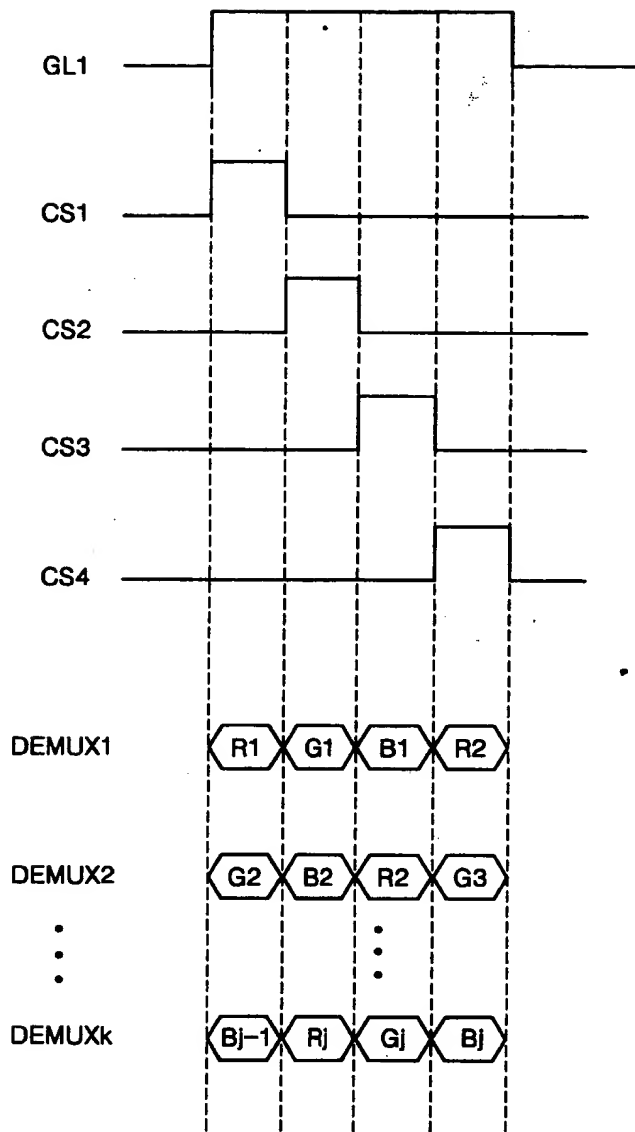 GL1
CS1
CS2
CS3
CS4
DEMUX1 R1 G1 B1 R2
DEMUX2 G2 B2 R2 G3
DEMUXk Bj–1 Rj Gj Bj